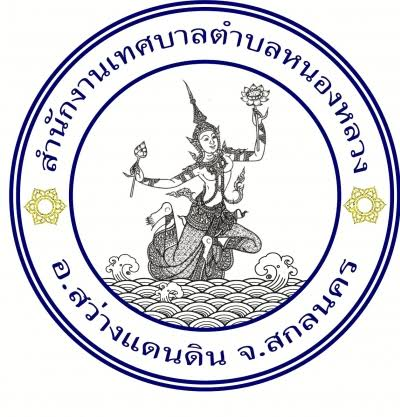 สำนักงานเทศบาลตำบลหนองหลวง
อ.สว่างแดนดิน จ.สกลนคร